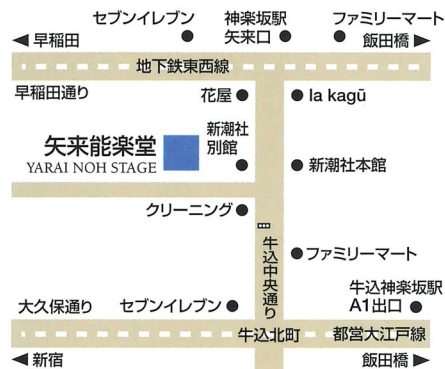 セブンイレブン
神楽坂駅
矢来口
ファミリーマート
早稲田
飯田橋
地下鉄東西線
早稲田通り
花屋
la kagū
矢来能楽堂
YARAI NOH STAGE
新潮社
別館
新潮社本館
クリーニング
牛込中央通り
ファミリーマート
牛込神楽坂駅
A1出口
大久保通り
セブンイレブン
牛込北町
都営大江戸線
新宿
飯田橋